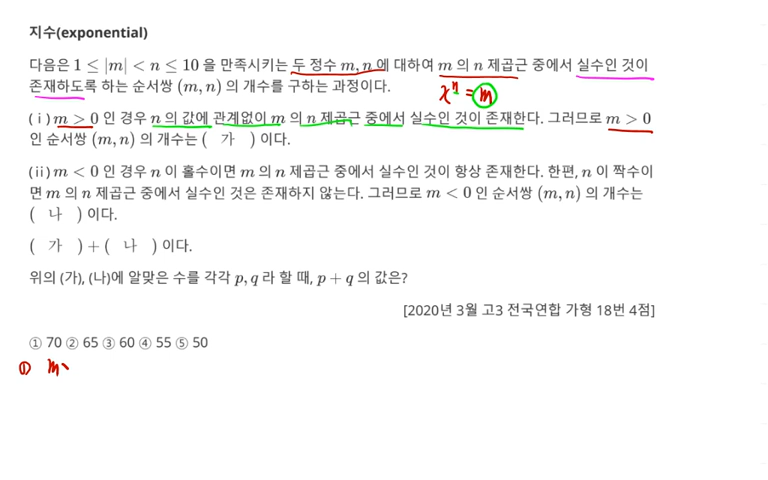 지수(exponential)
다음은 1 ≤ |m| < n ≤ 10 을 만족시키는 두 정수 m, n 에 대하여 m 의 n 제곱근 중에서 실수인 것이
존재하도록 하는 순서쌍 (m, n) 의 개수를 구하는 과정이다.
xⁿ = m
(ⅰ) m > 0 인 경우 n 의 값에 관계없이 m 의 n 제곱근 중에서 실수인 것이 존재한다. 그러므로 m > 0
인 순서쌍 (m, n) 의 개수는 ( 가 ) 이다.
(ⅱ) m < 0 인 경우 n 이 홀수이면 m 의 n 제곱근 중에서 실수인 것이 항상 존재한다. 한편, n 이 짝수이
면 m 의 n 제곱근 중에서 실수인 것은 존재하지 않는다. 그러므로 m < 0 인 순서쌍 (m, n) 의 개수는
( 나 ) 이다.
( 가 ) + ( 나 ) 이다.
위의 (가), (나)에 알맞은 수를 각각 p, q 라 할 때, p + q 의 값은?
[2020년 3월 고3 전국연합 가형 18번 4점]
① 70 ② 65 ③ 60 ④ 55 ⑤ 50
① m